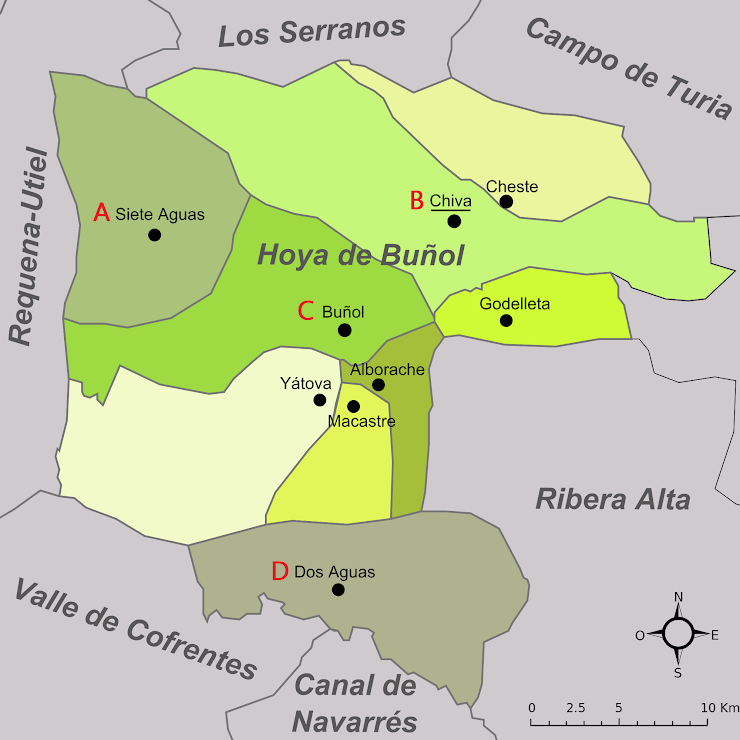 Los Serranos
Campo de Turia
Requena-Utiel
A Siete Aguas
B Chiva
Cheste
Hoya de Buñol
C Buñol
Godelleta
Alborache
Yátova
Macastre
Ribera Alta
D Dos Aguas
Valle de Cofrentes
Canal de
Navarrés
N
O E
S
0 2.5 5 10 Km